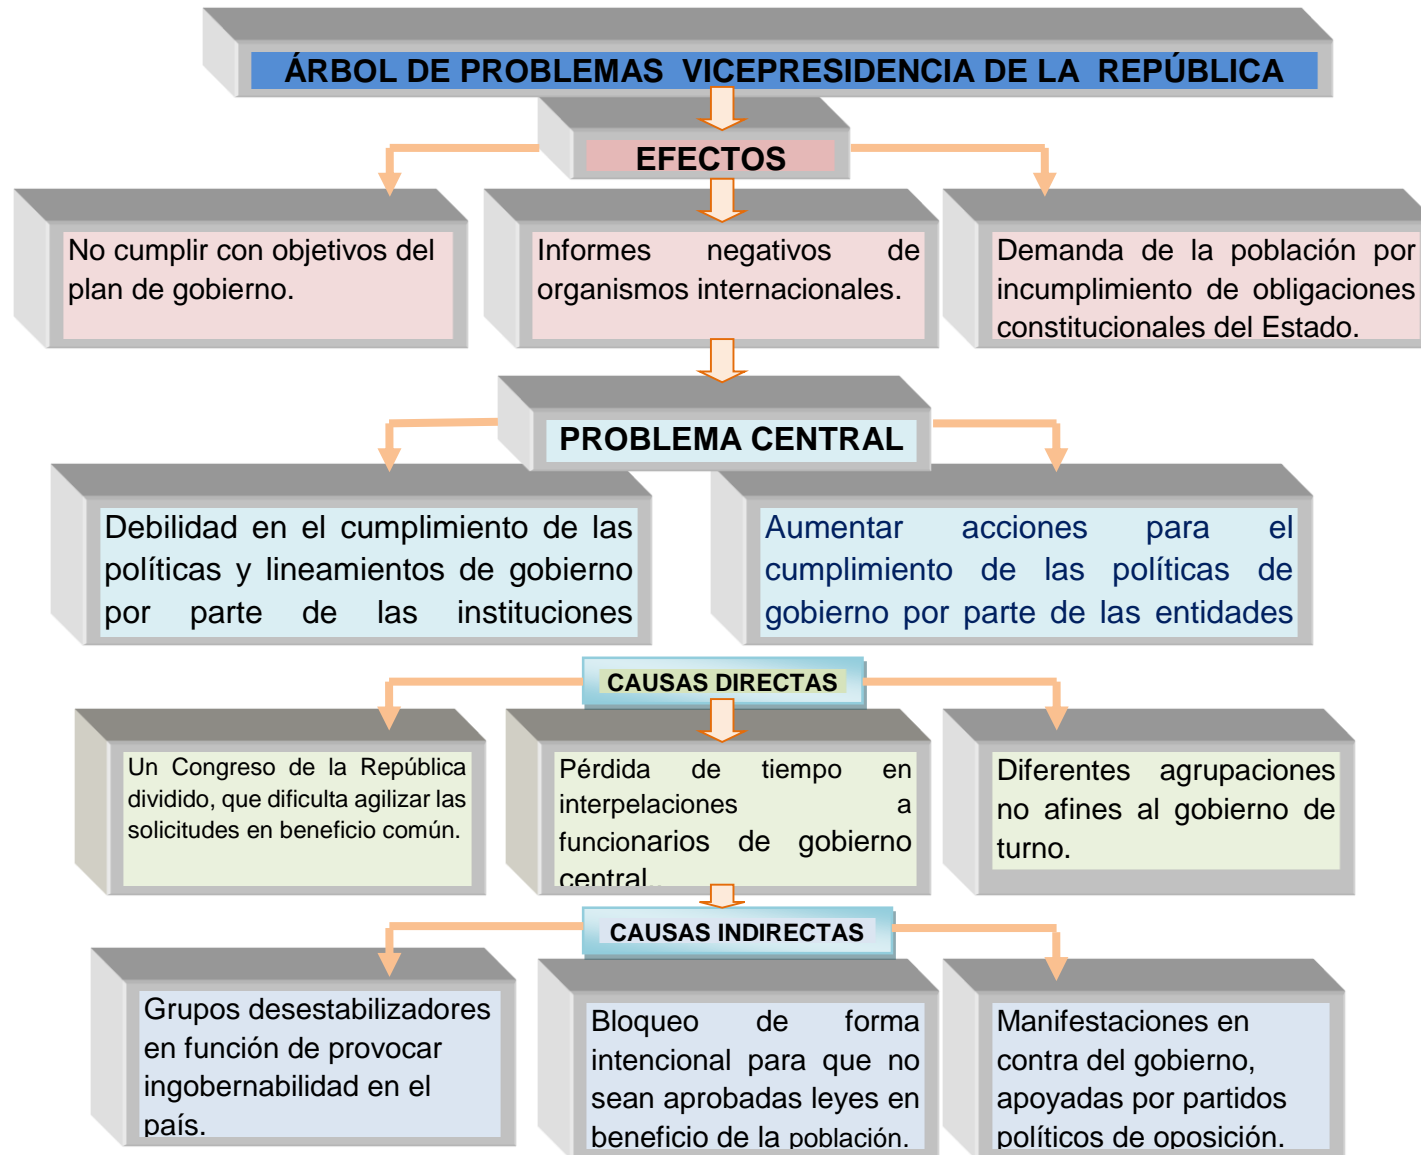 ÁRBOL DE PROBLEMAS VICEPRESIDENCIA DE LA REPÚBLICA
EFECTOS
No cumplir con objetivos del
plan de gobierno.
Informes negativos de
organismos internacionales.
Demanda de la población por
incumplimiento de obligaciones
constitucionales del Estado.
PROBLEMA CENTRAL
Debilidad en el cumplimiento de las
políticas y lineamientos de gobierno
por parte de las instituciones
Aumentar acciones para el
cumplimiento de las políticas de
gobierno por parte de las entidades
CAUSAS DIRECTAS
Un Congreso de la República
dividido, que dificulta agilizar las
solicitudes en beneficio común.
Pérdida de tiempo en
interpelaciones a
funcionarios de gobierno
central..
Diferentes agrupaciones
no afines al gobierno de
turno.
CAUSAS INDIRECTAS
Grupos desestabilizadores
en función de provocar
ingobernabilidad en el
país.
Bloqueo de forma
intencional para que no
sean aprobadas leyes en
beneficio de la población.
Manifestaciones en
contra del gobierno,
apoyadas por partidos
políticos de oposición.